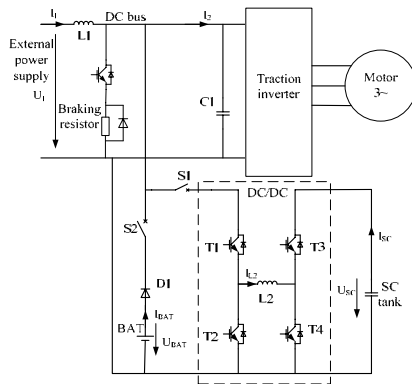 I1
DC bus
I2
L1
External
power
supply
U1
Braking
resistor
C1
Traction
inverter
Motor
3~
S1
DC/DC
S2
T1
T3
ISC
IL2
L2
D1
USC
SC
tank
IBAT
BAT
UBAT
T2
T4